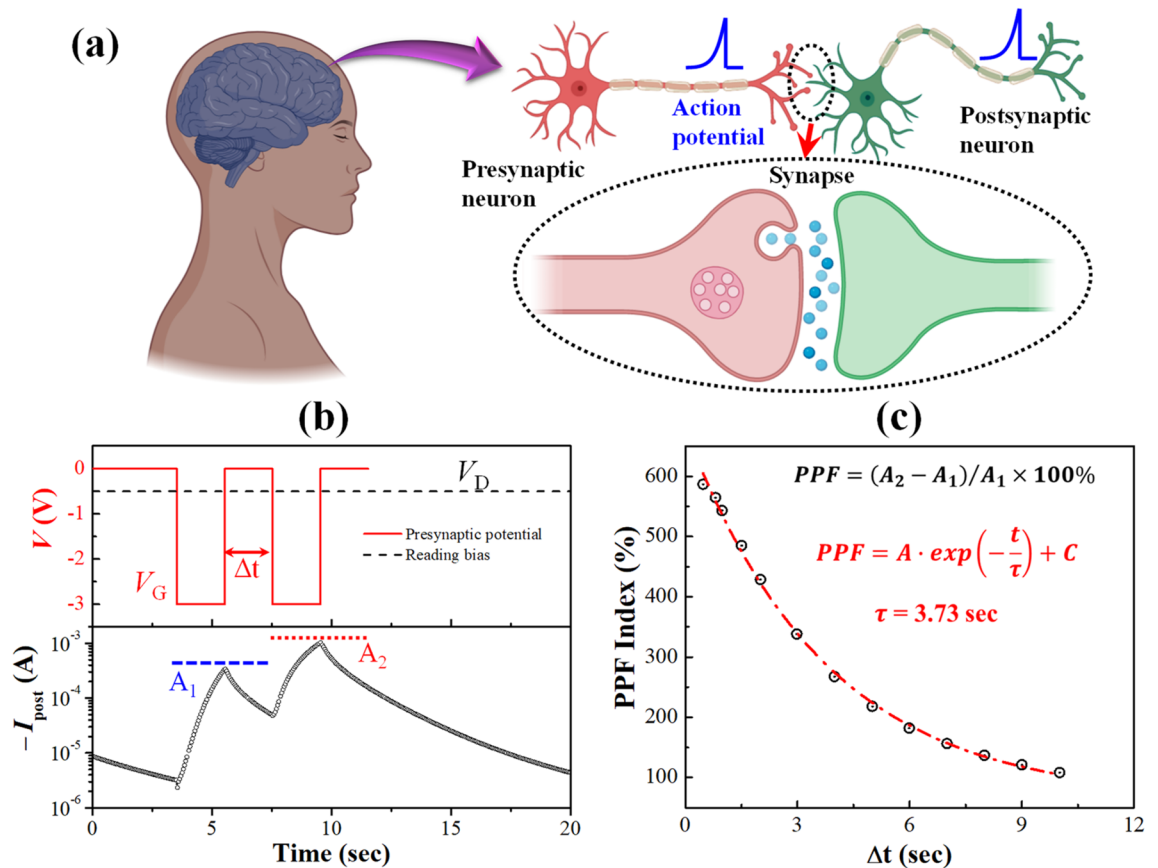 (a)
Action
potential
Presynaptic
neuron
Postsynaptic
neuron
Synapse
(b)
V (V)
0
-1
-2
-3
V_D
Presynaptic potential
Reading bias
V_G
Δt
−I_post (A)
10^-3
10^-4
10^-5
10^-6
A_1
A_2
0 5 10 15 20
Time (sec)
(c)
PPF Index (%)
600
500
400
300
200
100
PPF = (A_2 − A_1)/A_1 × 100%
PPF = A · exp(−t/τ) + C
τ = 3.73 sec
0 3 6 9 12
Δt (sec)